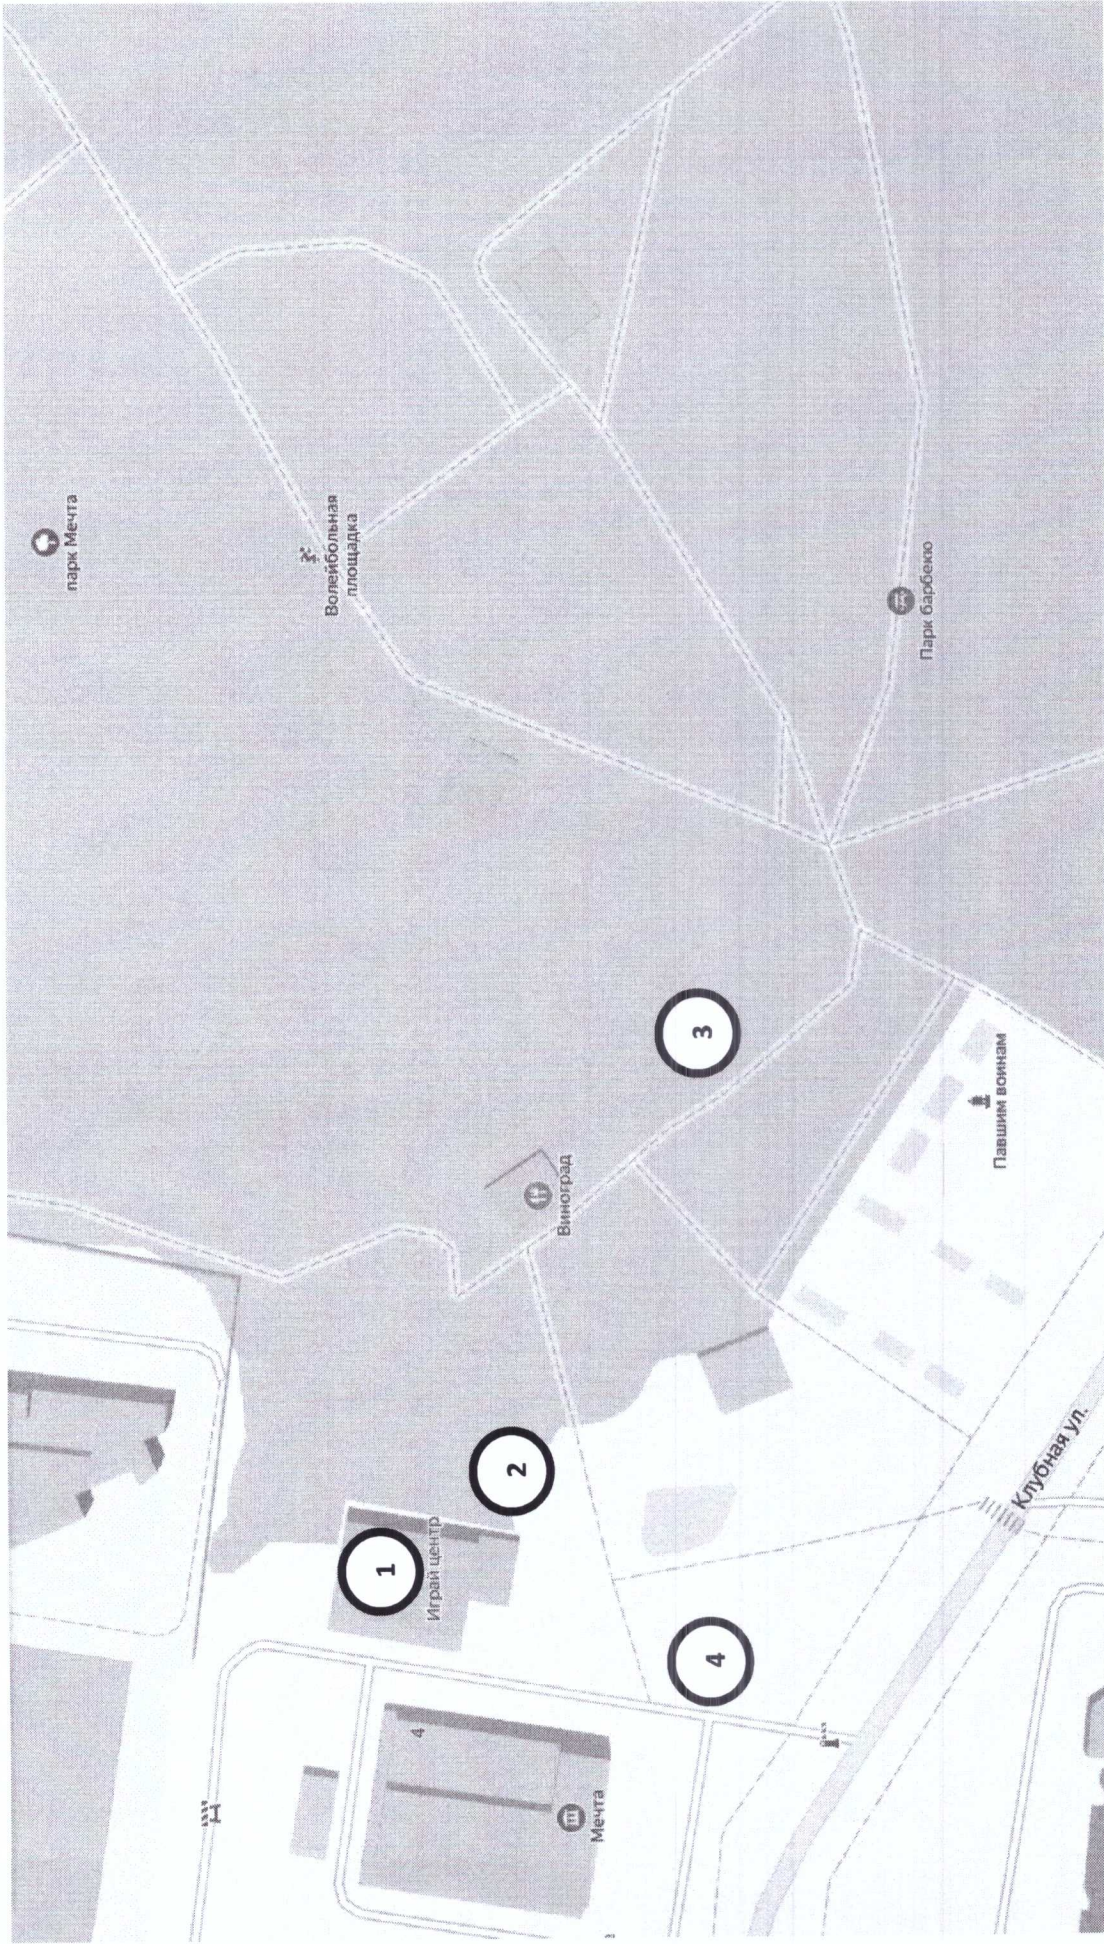 парк Мечта
Волейбольная
площадка
Парк барбекю
3
Виноград
Павшим воинам
2
1
Играй центр
Клубная ул.
4
4
Мечта